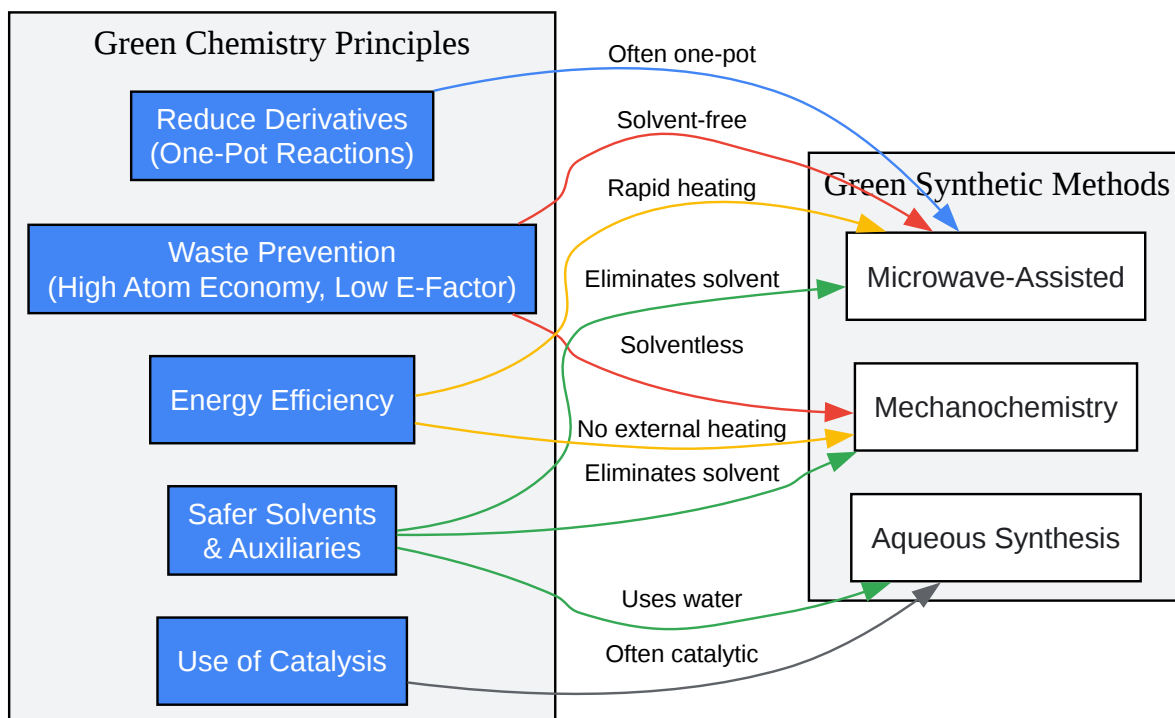 Green Chemistry Principles
Reduce Derivatives
(One-Pot Reactions)
Waste Prevention
(High Atom Economy, Low E-Factor)
Energy Efficiency
Safer Solvents
& Auxiliaries
Use of Catalysis
Often one-pot
Solvent-free
Rapid heating
Eliminates solvent
Solventless
No external heating
Eliminates solvent
Uses water
Often catalytic
Green Synthetic Methods
Microwave-Assisted
Mechanochemistry
Aqueous Synthesis